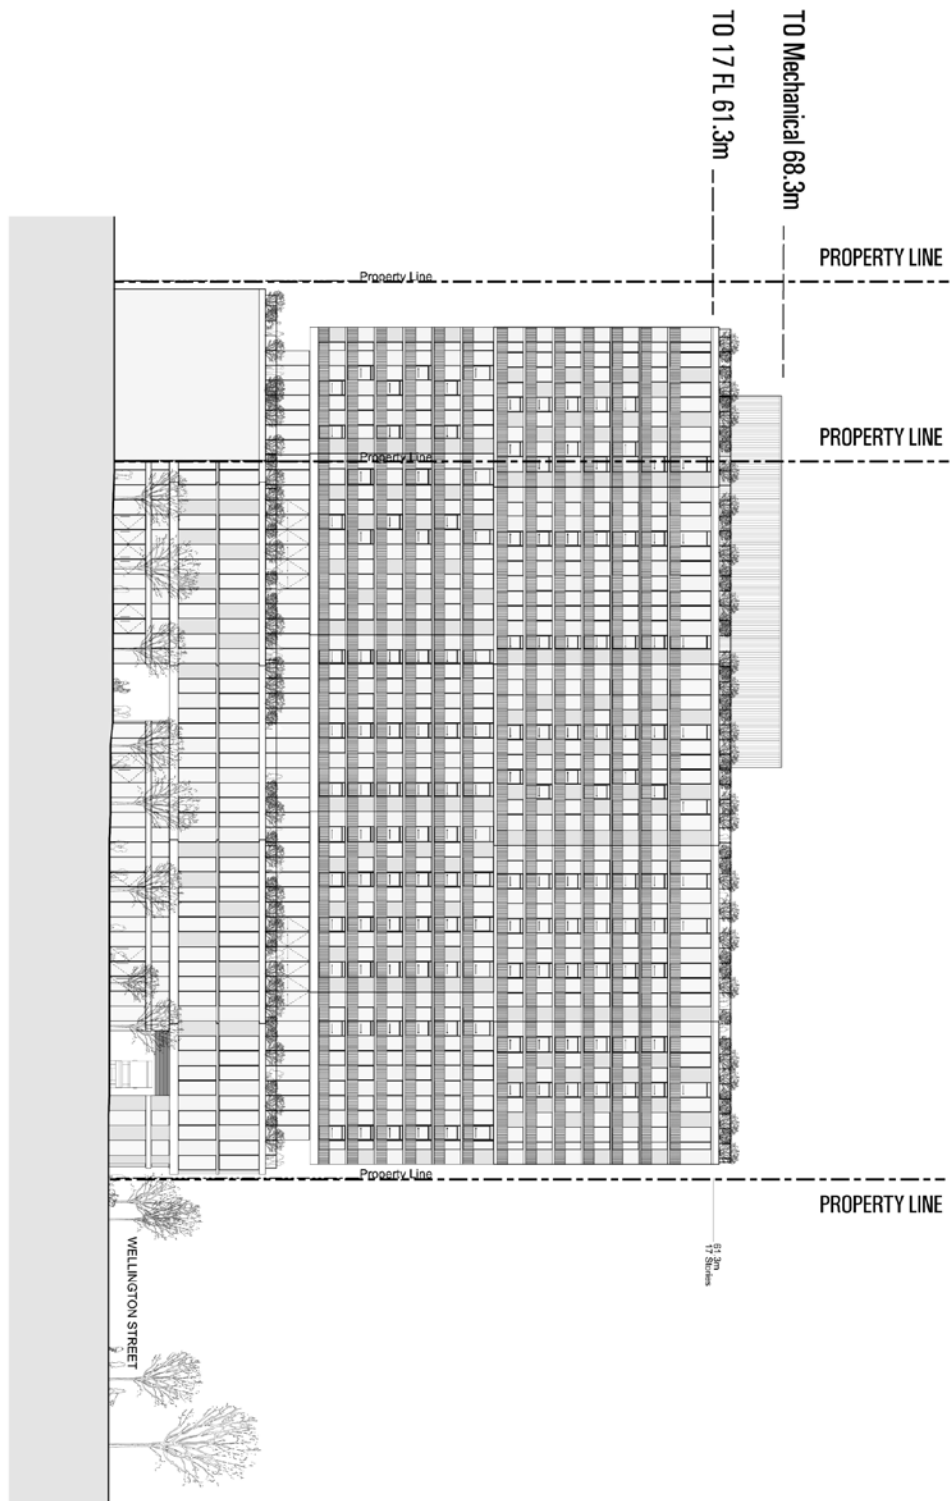 TO Mechanical 68.3m
TO 17 FL 61.3m
PROPERTY LINE
Property Line
PROPERTY LINE
Property Line
PROPERTY LINE
Property Line
61.3m
17 Stories
WELLINGTON STREET